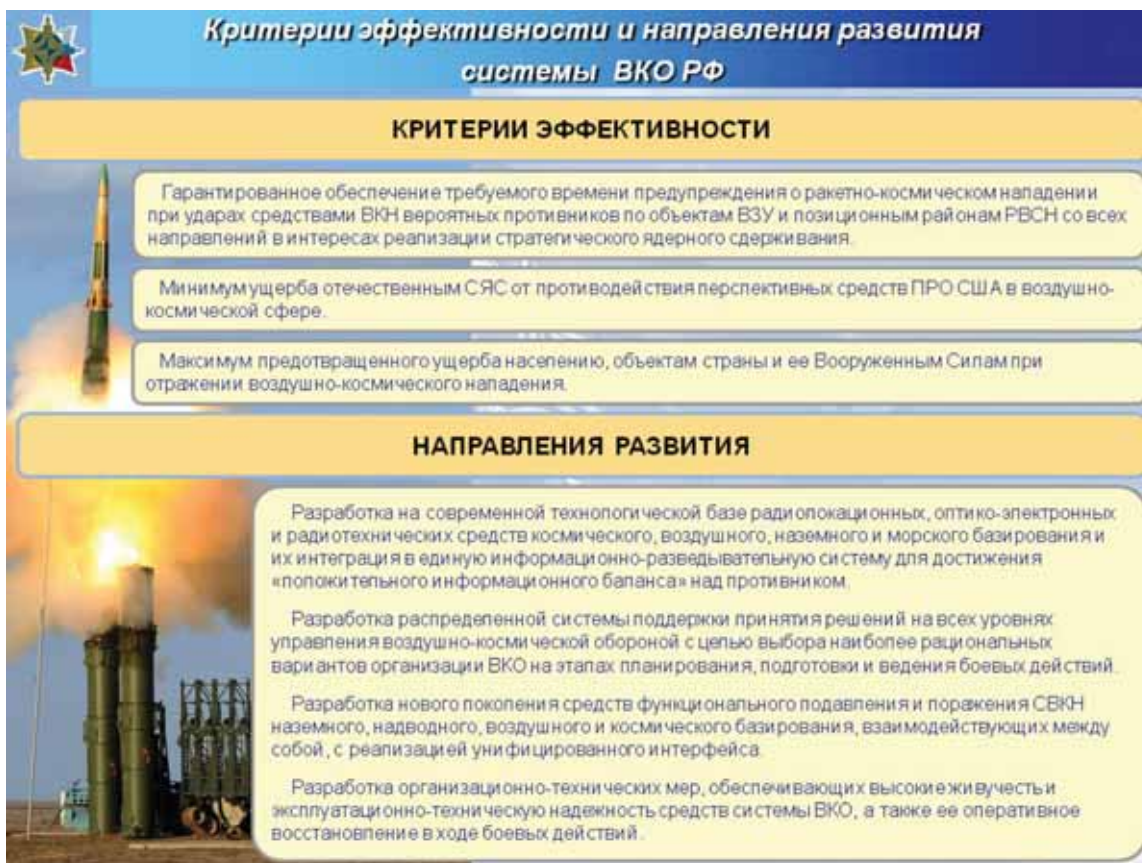 Критерии эффективности и направления развития
системы ВКО РФ
КРИТЕРИИ ЭФФЕКТИВНОСТИ
Гарантированное обеспечение требуемого времени предупреждения о ракетно-космическом нападении
при ударах средствами ВКН вероятных противников по объектам ВЗУ и позиционным районам РВСН со всех
направлений в интересах реализации стратегического ядерного сдерживания.
Минимум ущерба отечественным СЯС от противодействия перспективных средств ПРО США в воздушно-
космической сфере.
Максимум предотвращенного ущерба населению, объектам страны и ее Вооруженным Силам при
отражении воздушно-космического нападения.
НАПРАВЛЕНИЯ РАЗВИТИЯ
Разработка на современной технологической базе радиолокационных, оптико-электронных
и радиотехнических средств космического, воздушного, наземного и морского базирования и
их интеграция в единую информационно-разведывательную систему для достижения
«положительного информационного баланса» над противником.
Разработка распределенной системы поддержки принятия решений на всех уровнях
управления воздушно-космической обороной с целью выбора наиболее рациональных
вариантов организации ВКО на этапах планирования, подготовки и ведения боевых действий.
Разработка нового поколения средств функционального подавления и поражения СВКН
наземного, надводного, воздушного и космического базирования, взаимодействующих между
собой, с реализацией унифицированного интерфейса.
Разработка организационно-технических мер, обеспечивающих высокие живучесть и
эксплуатационно-техническую надежность средств системы ВКО, а также ее оперативное
восстановление в ходе боевых действий.